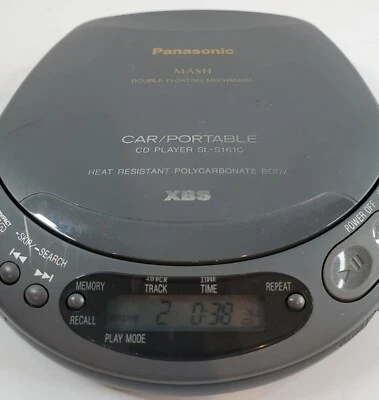 Panasonic
MASH
DOUBLE-FLOATING MECHANISM
CAR/PORTABLE
CD PLAYER SL-S161C
HEAT RESISTANT POLYCARBONATE BODY
XBS
POWER OFF
-SKIP/-SEARCH
MEMORY
TRACK
TIME
REPEAT
2 0:38
RECALL
PLAY MODE